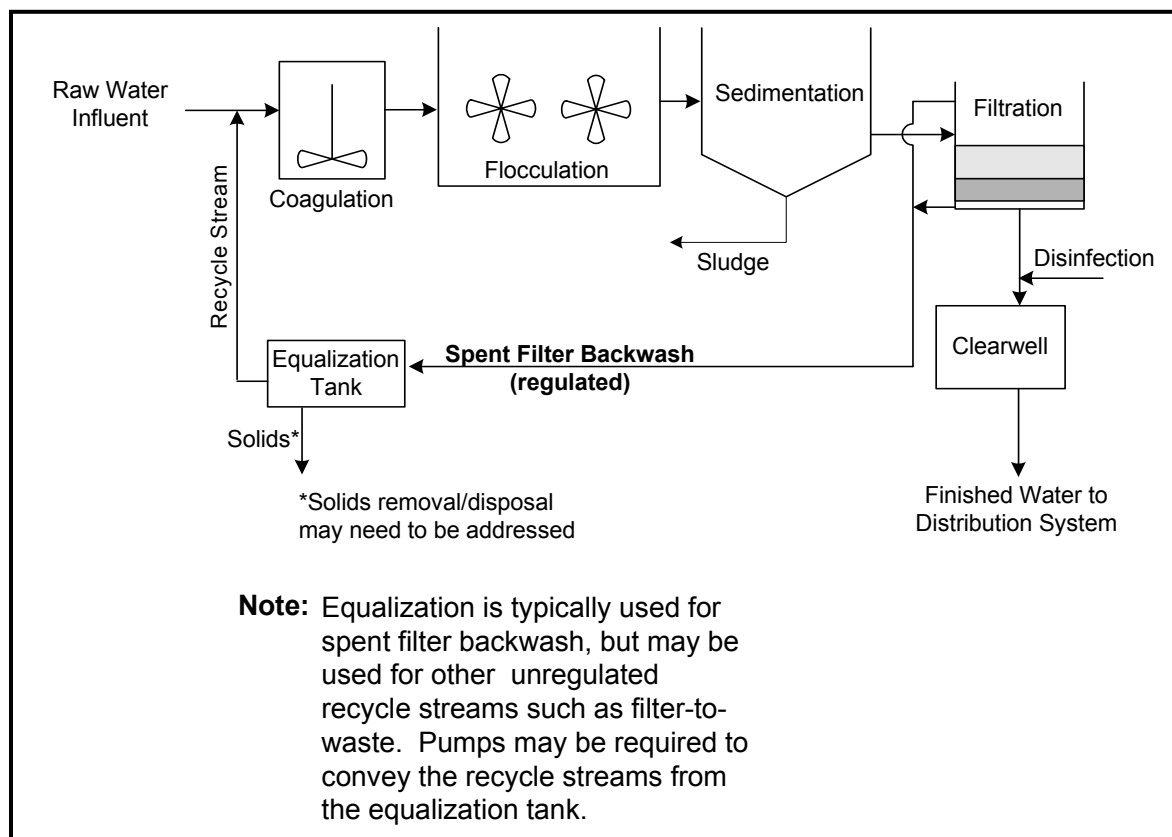 Raw Water
Influent
Coagulation
Flocculation
Sedimentation
Filtration
Sludge
Disinfection
Clearwell
Finished Water to
Distribution System
Spent Filter Backwash
(regulated)
Equalization
Tank
Recycle Stream
Solids*
*Solids removal/disposal
may need to be addressed
Note: Equalization is typically used for
spent filter backwash, but may be
used for other unregulated
recycle streams such as filter-to-
waste. Pumps may be required to
convey the recycle streams from
the equalization tank.